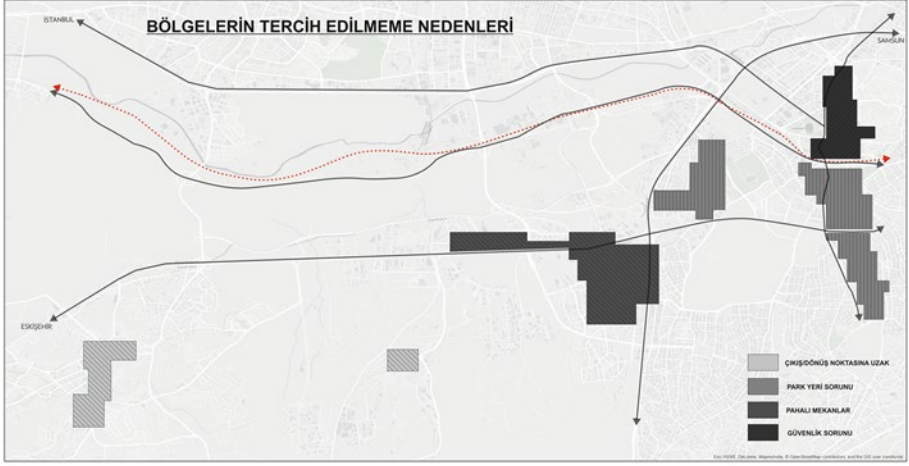 BÖLGELERİN TERCİH EDİLMEME NEDENLERİ
İSTANBUL
SAMSUN
ESKİŞEHİR
ÇIKIŞ/DÖNÜŞ NOKTASINA UZAK
PARK YERİ SORUNU
PAHALI MEKANLAR
GÜVENLİK SORUNU